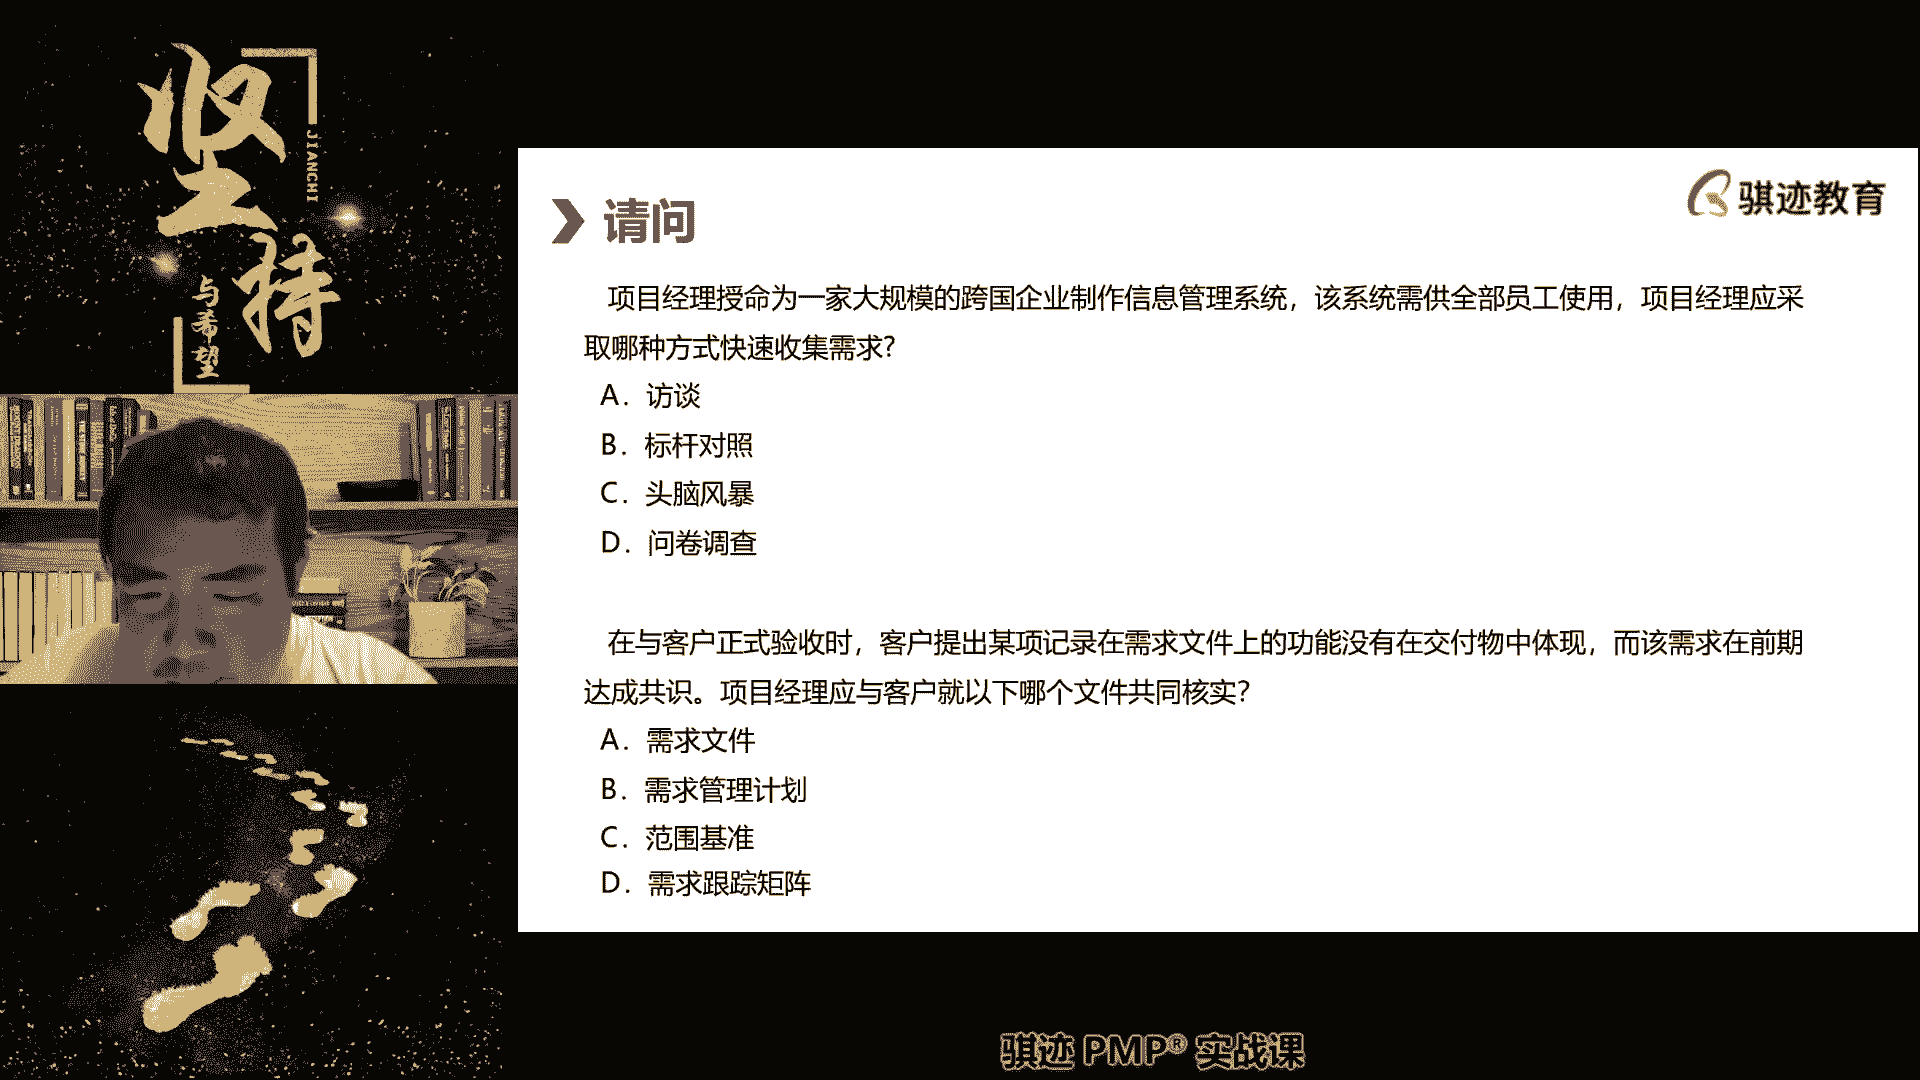 坚持
JIANCHI
与希望
骐迹教育
请问
项目经理授命为一家大规模的跨国企业制作信息管理系统，该系统需供全部员工使用，项目经理应采
取哪种方式快速收集需求?
A. 访谈
B. 标杆对照
C. 头脑风暴
D. 问卷调查
在与客户正式验收时，客户提出某项记录在需求文件上的功能没有在交付物中体现，而该需求在前期
达成共识。项目经理应与客户就以下哪个文件共同核实?
A. 需求文件
B. 需求管理计划
C. 范围基准
D. 需求跟踪矩阵
骐迹 PMP® 实战课